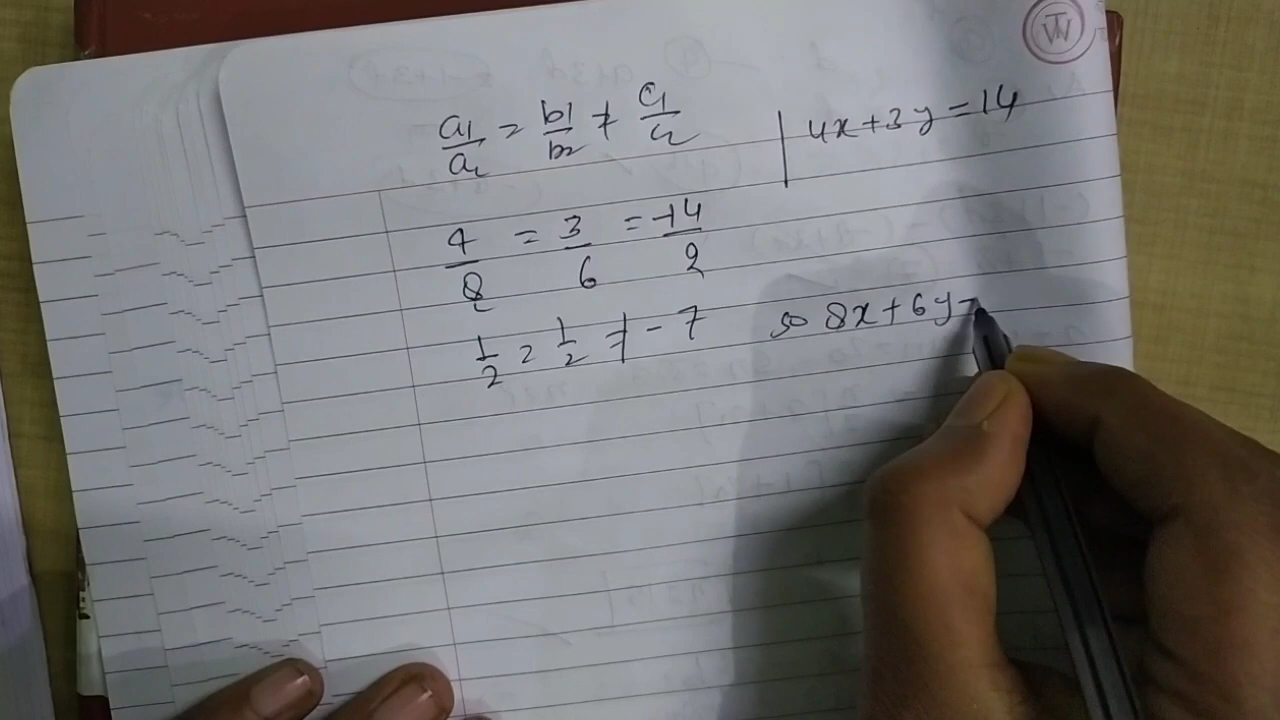 a1/a2 = b1/b2 ≠ c1/c2 | 4x+3y=14
4/8 = 3/6 = -14/2
1/2 = 1/2 ≠ -7 so 8x+6y=